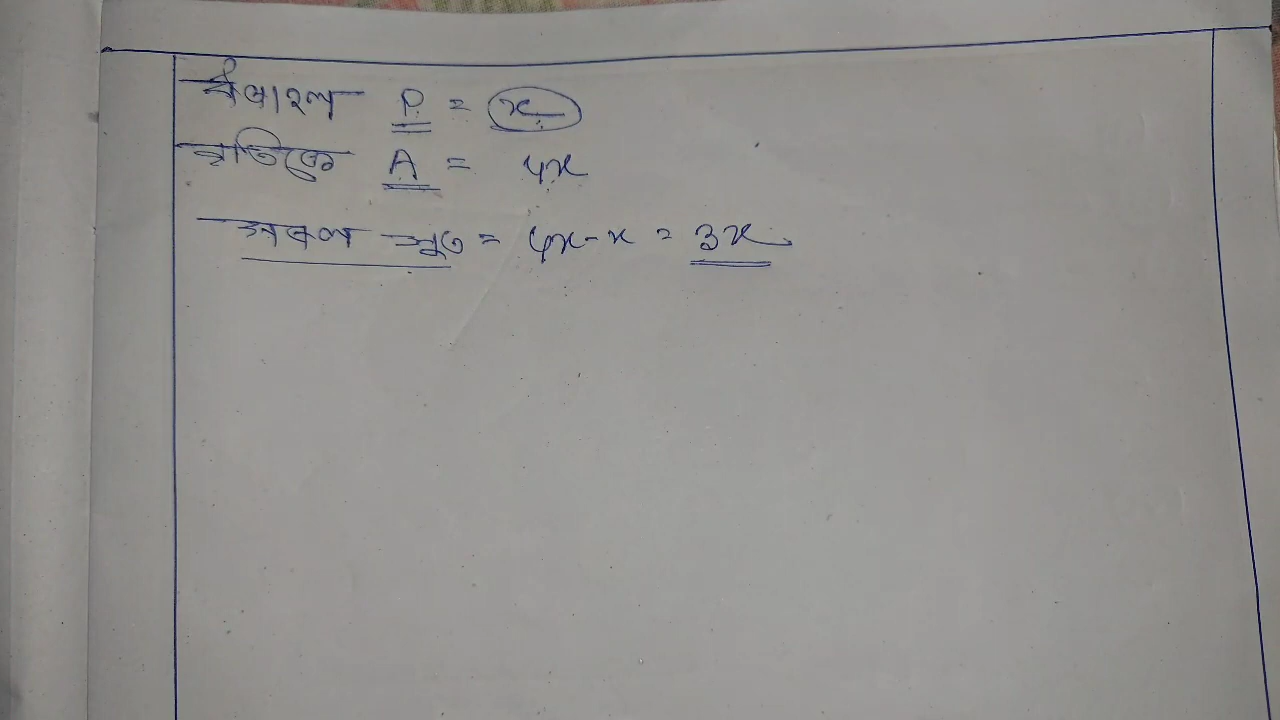 P = x
A = 4x
সরল সুদ = 4x - x = 3x